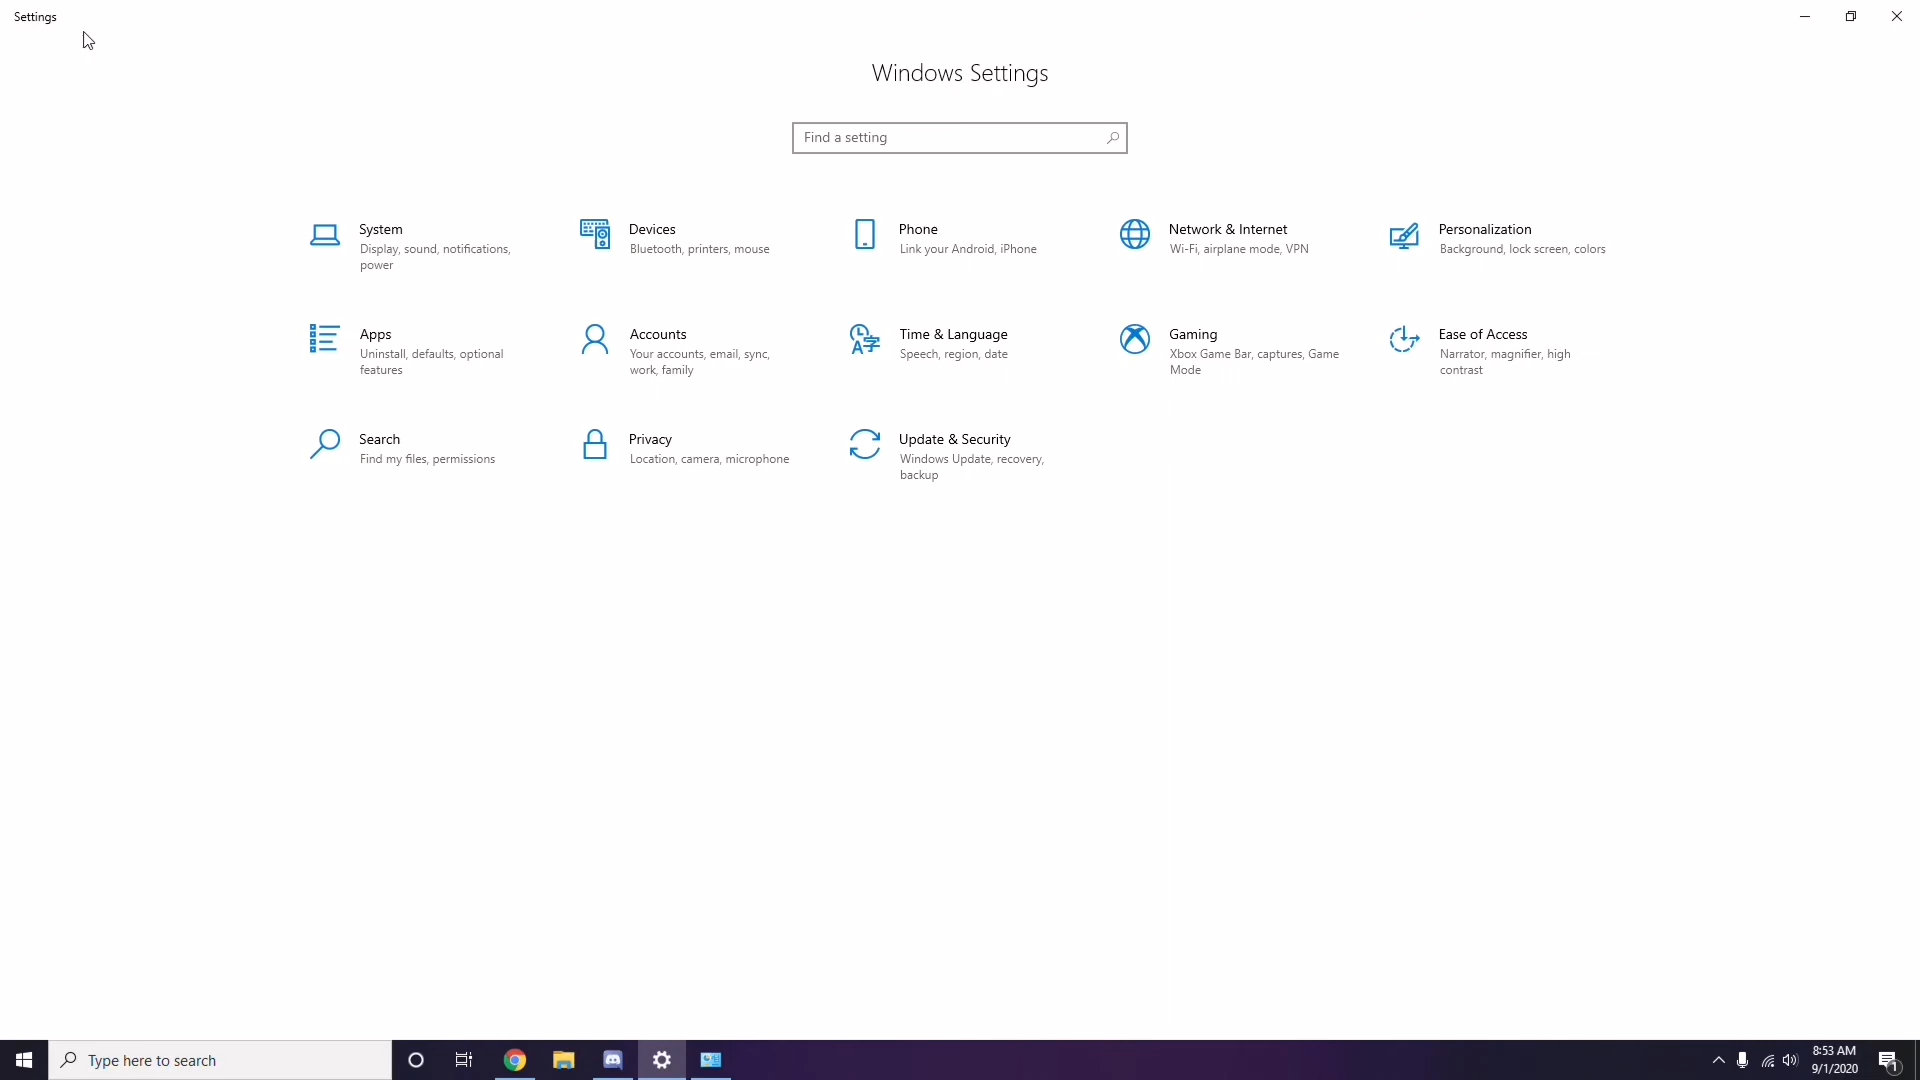 Settings
Windows Settings
Find a setting
System
Display, sound, notifications,
power
Devices
Bluetooth, printers, mouse
Phone
Link your Android, iPhone
Network & Internet
Wi-Fi, airplane mode, VPN
Personalization
Background, lock screen, colors
Apps
Uninstall, defaults, optional
features
Accounts
Your accounts, email, sync,
work, family
Time & Language
Speech, region, date
Gaming
Xbox Game Bar, captures, Game
Mode
Ease of Access
Narrator, magnifier, high
contrast
Search
Find my files, permissions
Privacy
Location, camera, microphone
Update & Security
Windows Update, recovery,
backup
Type here to search
8:53 AM
9/1/2020
1